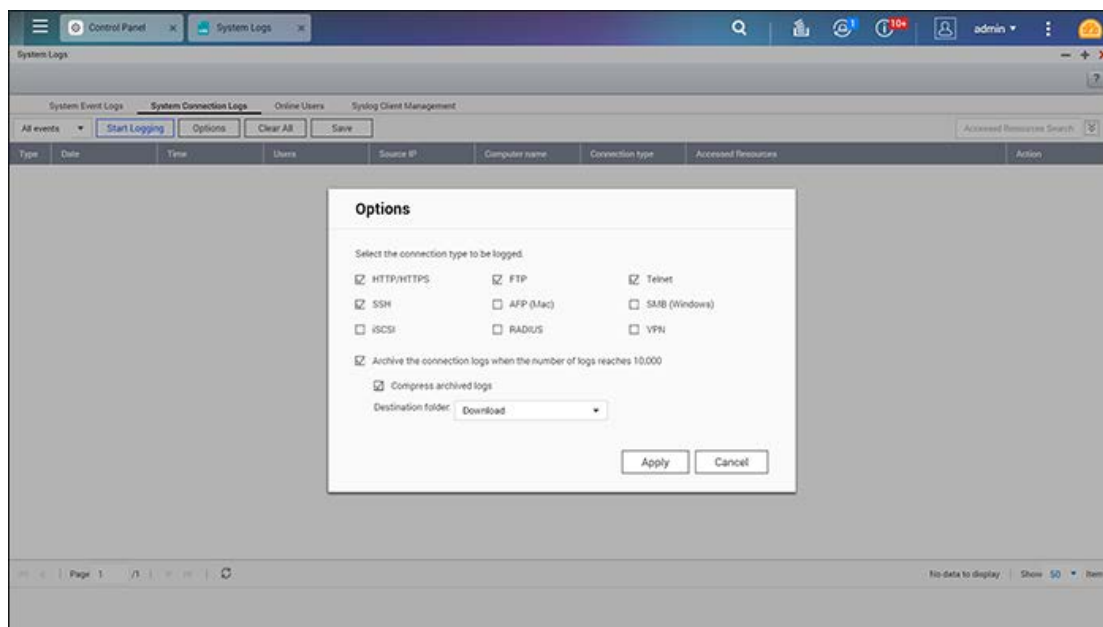 Control Panel
System Logs
1
10+
admin
System Logs
System Event Logs
System Connection Logs
Online Users
Syslog Client Management
All events
Start Logging
Options
Clear All
Save
Accessed Resources Search
Type
Date
Time
Users
Source IP
Computer name
Connection type
Accessed Resources
Action
Options
Select the connection type to be logged.
HTTP/HTTPS
FTP
Telnet
SSH
AFP (Mac)
SMB (Windows)
iSCSI
RADIUS
VPN
Archive the connection logs when the number of logs reaches 10,000
Compress archived logs
Destination folder:
Download
Apply
Cancel
Page 1 /1
No data to display
Show 50
Item